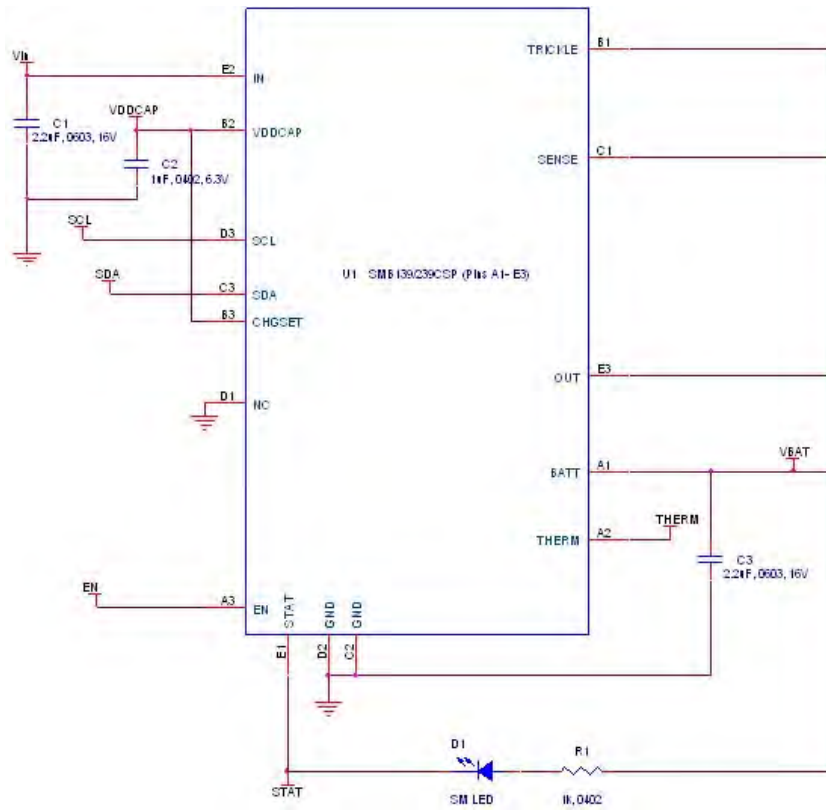 B1
TRICKLE
Vin
E2
IN
VDDCAP
B2
VDDCAP
C1
2.2uF, 0603, 16V
C2
1uF, 0402, 6.3V
C1
SENSE
SCL
D3
SCL
U1 SMB139/239CSP (Pins A1- E3)
SDA
C3
SDA
B3
CHGSET
E3
OUT
D1
NC
VBAT
A1
BATT
THERM
A2
THERM
C3
2.2uF, 0603, 16V
EN
A3
EN
STAT
GND
GND
E1
D2
C2
D1
R1
STAT
SM LED
1K, 0402